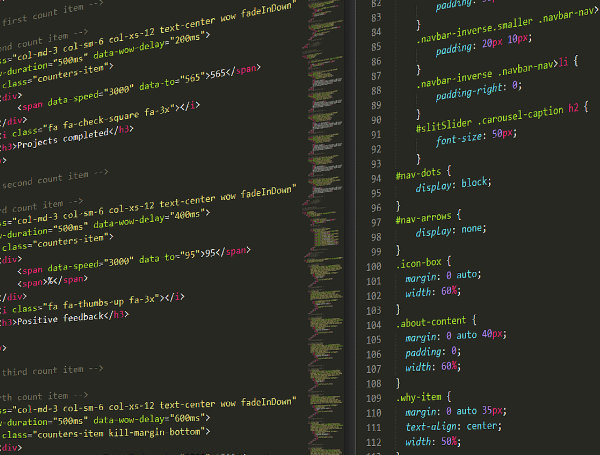 first count item -->
ond count item -->
ss="col-md-3 col-sm-6 col-xs-12 text-center wow fadeInDown"
w-duration="500ms" data-wow-delay="200ms">
class="counters-item">
<div>
<span data-speed="3000" data-to="565">565</span>
</div>
<i class="fa fa-check-square fa-3x"></i>
<h3>Projects completed</h3>
>
second count item -->
rd count item -->
ss="col-md-3 col-sm-6 col-xs-12 text-center wow fadeInDown"
w-duration="500ms" data-wow-delay="400ms">
class="counters-item">
<div>
<span data-speed="3000" data-to="95">95</span>
<span>%</span>
</div>
<i class="fa fa-thumbs-up fa-3x"></i>
<h3>Positive feedback</h3>
>
third count item -->
rth count item -->
ss="col-md-3 col-sm-6 col-xs-12 text-center wow fadeInDown"
w-duration="500ms" data-wow-delay="600ms">
class="counters-item kill-margin bottom">
<div>
82
83 padding:
84 }
85 .navbar-inverse.smaller .navbar-nav>
86 padding: 20px 10px;
87 }
88 .navbar-inverse .navbar-nav>li {
89 padding-right: 0;
90 }
91 #slitSlider .carousel-caption h2 {
92 font-size: 50px;
93 }
94 #nav-dots {
95 display: block;
96 }
97 #nav-arrows {
98 display: none;
99 }
100 .icon-box {
101 margin: 0 auto;
102 width: 60%;
103 }
104 .about-content {
105 margin: 0 auto 40px;
106 padding: 0;
107 width: 60%;
108 }
109 .why-item {
110 margin: 0 auto 35px;
111 text-align: center;
112 width: 50%;